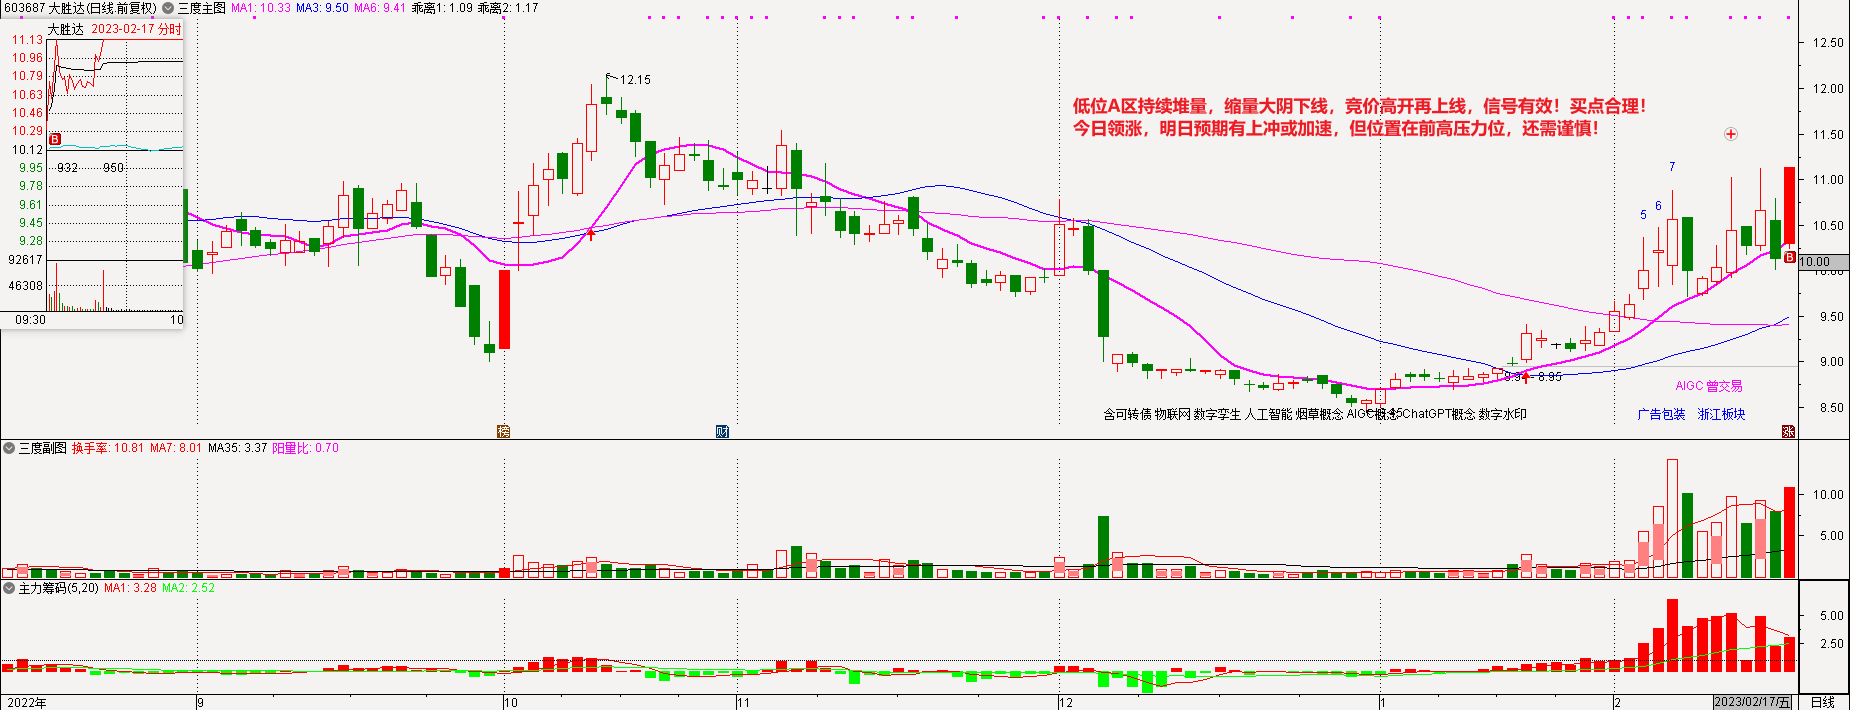 603687 大胜达(日线.前复权) 三度主图 MA1: 10.33 MA3: 9.50 MA6: 9.41 乖离1: 1.09 乖离2: 1.17
大胜达 2023-02-17 分时
11.13
10.96
10.79
10.63
10.46
10.29
B
10.12
9.95
932 950
9.78
9.61
9.45
9.28
92617
46308
09:30 10
12.15
低位A区持续堆量，缩量大阴下线，竞价高开再上线，信号有效！买点合理！
今日领涨，明日预期有上冲或加速，但位置在前高压力位，还需谨慎！
7
6
5
B
12.50
12.00
11.50
11.00
10.50
10.00
10.00
9.50
9.00
8.50
8.95
AIGC 曾交易
含可转债 物联网 数字孪生 人工智能 烟草概念 AIGC概念 ChatGPT概念 数字水印
广告包装 浙江板块
榜 财 涨
三度副图 换手率: 10.81 MA7: 8.01 MA35: 3.37 阳量比: 0.70
10.00
5.00
主力筹码(5,20) MA1: 3.28 MA2: 2.52
5.00
2.50
2022年 9 10 11 12 1 2 2023/02/17/五 日线